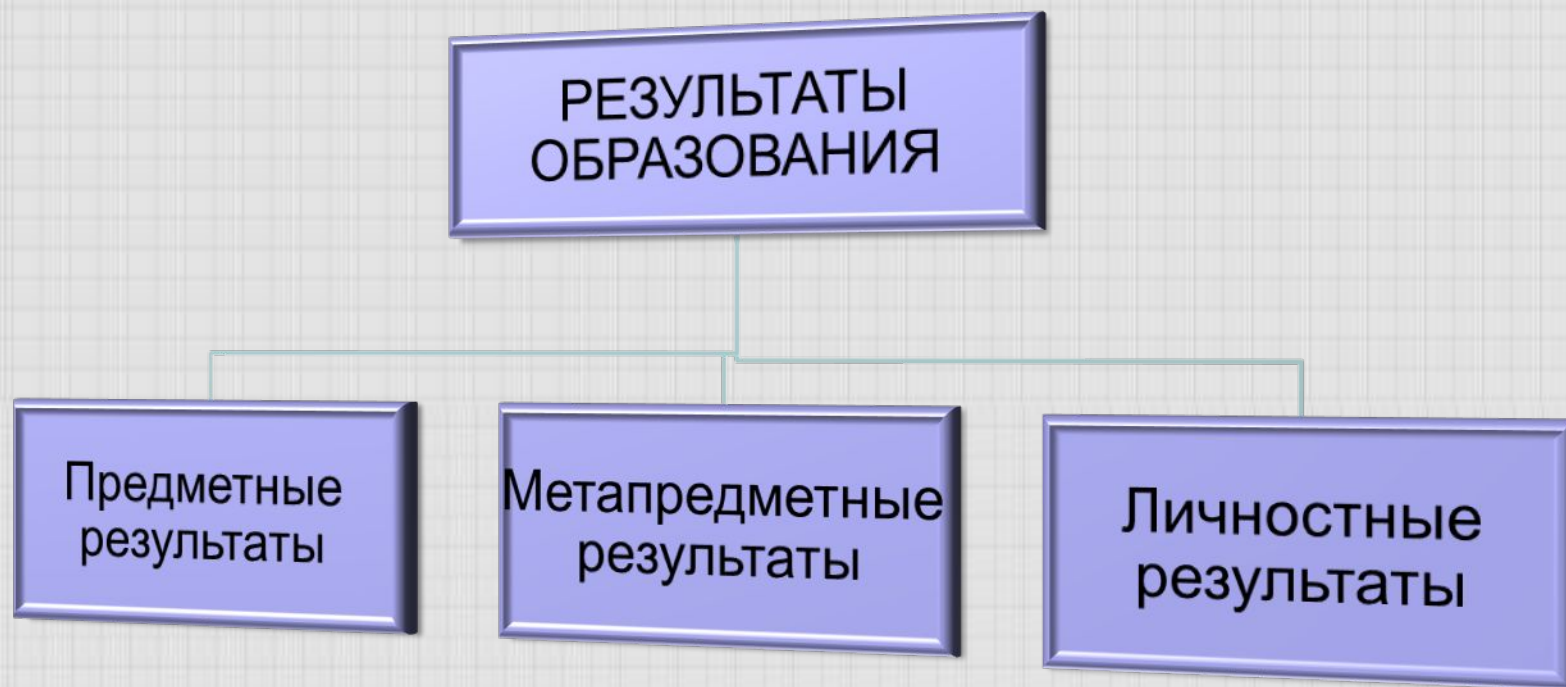 РЕЗУЛЬТАТЫ
ОБРАЗОВАНИЯ
Предметные
результаты
Метапредметные
результаты
Личностные
результаты